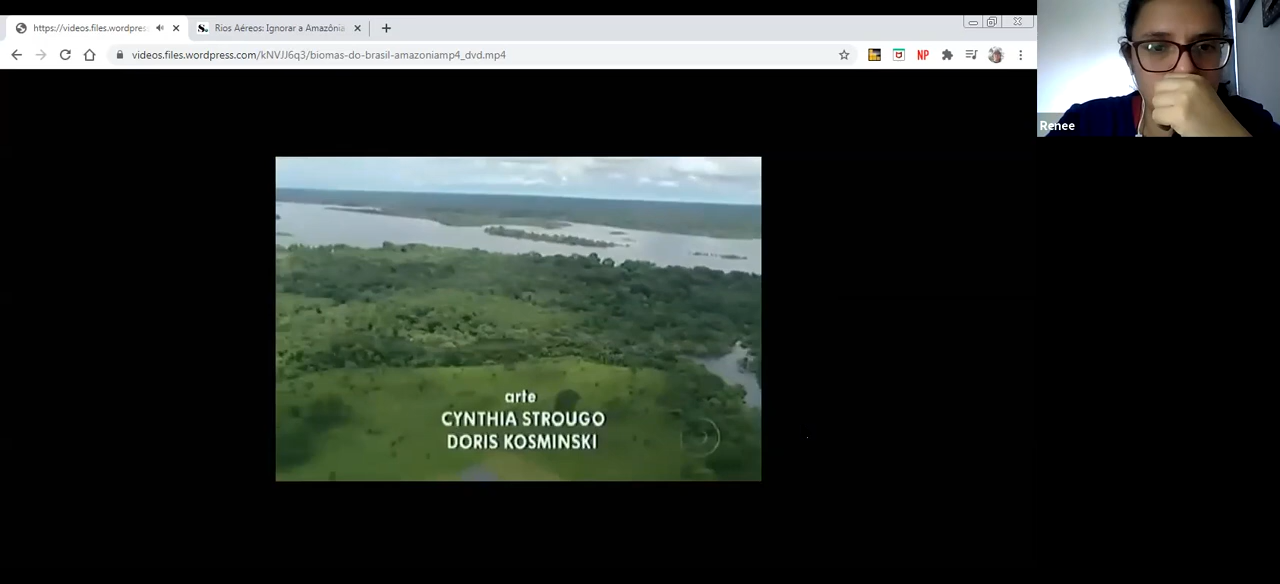 https://videos.files.wordpres
Rios Aéreos: Ignorar a Amazônia
videos.files.wordpress.com/kNVJJ6q3/biomas-do-brasil-amazoniamp4_dvd.mp4
NP
Renee
arte
CYNTHIA STROUGO
DORIS KOSMINSKI